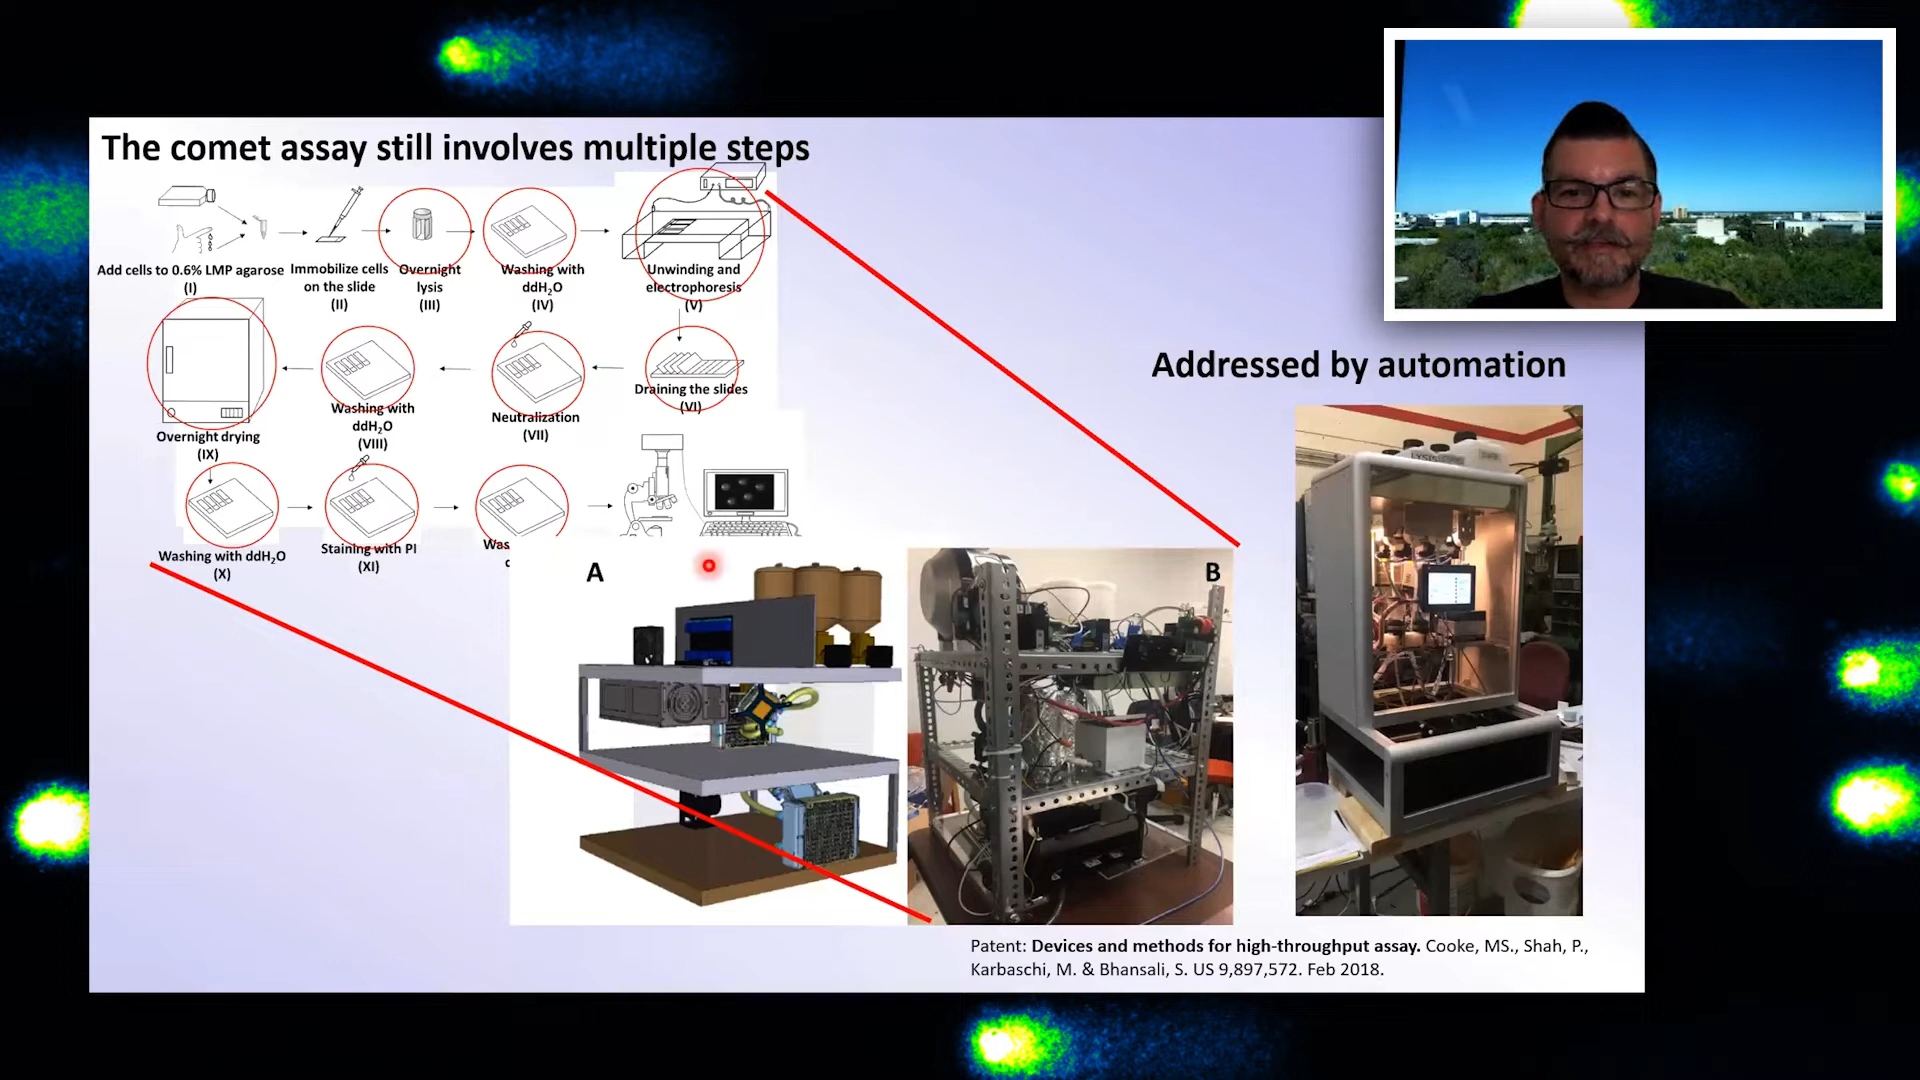 The comet assay still involves multiple steps
Add cells to 0.6% LMP agarose
(I)
Immobilize cells
on the slide
(II)
Overnight
lysis
(III)
Washing with
ddH₂O
(IV)
Unwinding and
electrophoresis
(V)
Draining the slides
(VI)
Neutralization
(VII)
Washing with
ddH₂O
(VIII)
Overnight drying
(IX)
Washing with ddH₂O
(X)
Staining with PI
(XI)
Addressed by automation
A
B
LYSIS
Patent: Devices and methods for high-throughput assay. Cooke, MS., Shah, P.,
Karbaschi, M. & Bhansali, S. US 9,897,572. Feb 2018.